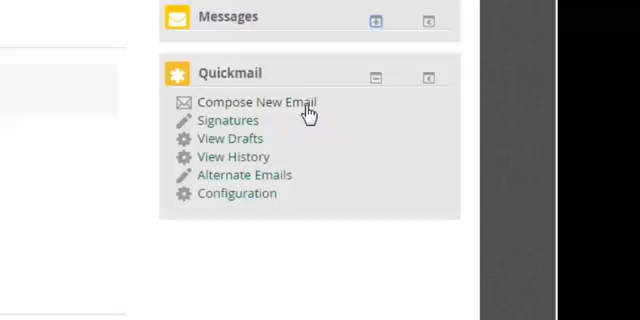 Messages
Quickmail
Compose New Email
Signatures
View Drafts
View History
Alternate Emails
Configuration